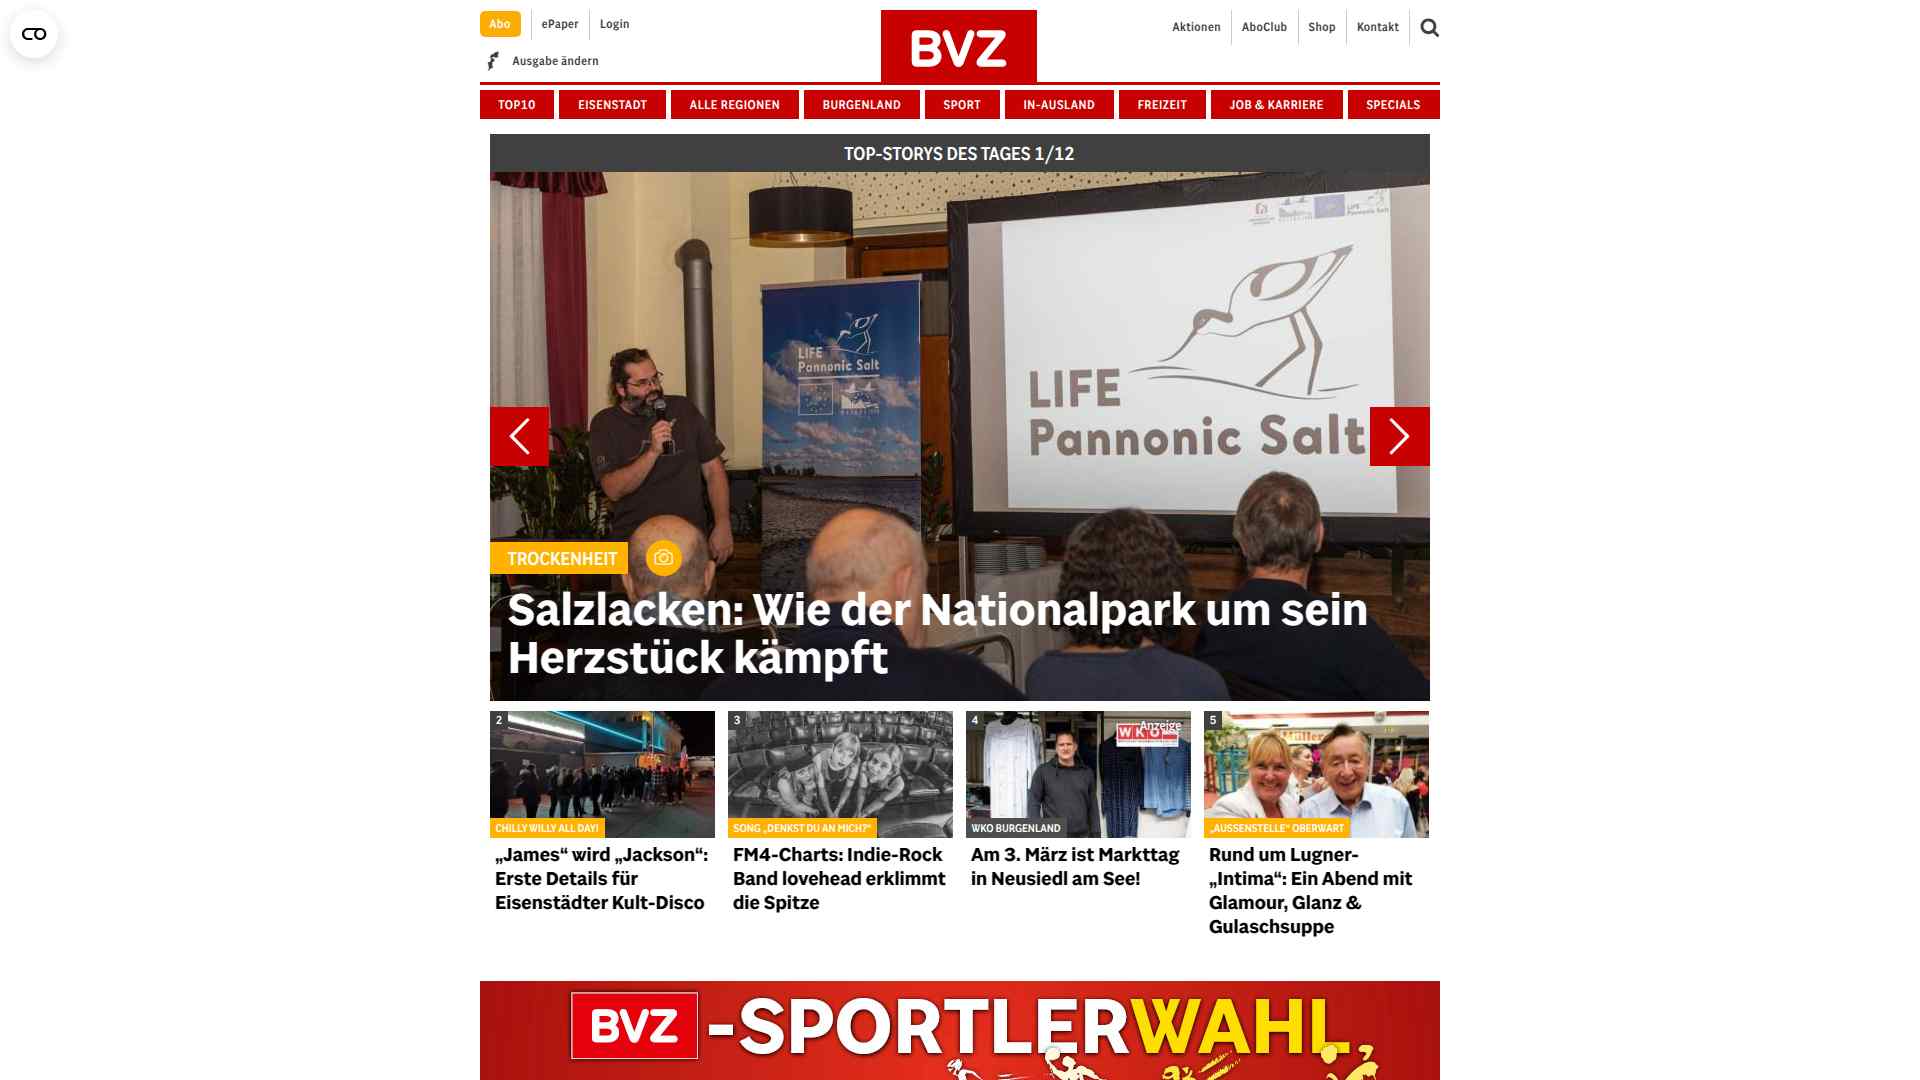 Abo
ePaper
Login
Ausgabe ändern
BVZ
Aktionen
AboClub
Shop
Kontakt
TOP10
EISENSTADT
ALLE REGIONEN
BURGENLAND
SPORT
IN-AUSLAND
FREIZEIT
JOB & KARRIERE
SPECIALS
TOP-STORYS DES TAGES 1/12
LIFE
Pannonic Salt
LIFE
Pannonic Salt
LIFE
Pannonic Salt
TROCKENHEIT
Salzlacken: Wie der Nationalpark um sein
Herzstück kämpft
2
CHILLY WILLY ALL DAY!
„James“ wird „Jackson“:
Erste Details für
Eisenstädter Kult-Disco
3
SONG „DENKST DU AN MICH?“
FM4-Charts: Indie-Rock
Band lovehead erklimmt
die Spitze
4
Anzeige
WKO
WKO BURGENLAND
Am 3. März ist Markttag
in Neusiedl am See!
5
Müller
„AUSSENSTELLE“ OBERWART
Rund um Lugner-
„Intima“: Ein Abend mit
Glamour, Glanz &
Gulaschsuppe
BVZ-SPORTLERWAHL